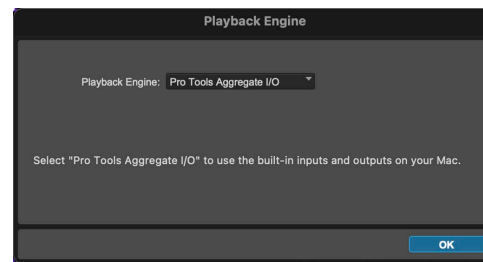 Playback Engine
Playback Engine: Pro Tools Aggregate I/O
Select "Pro Tools Aggregate I/O" to use the built-in inputs and outputs on your Mac.
OK